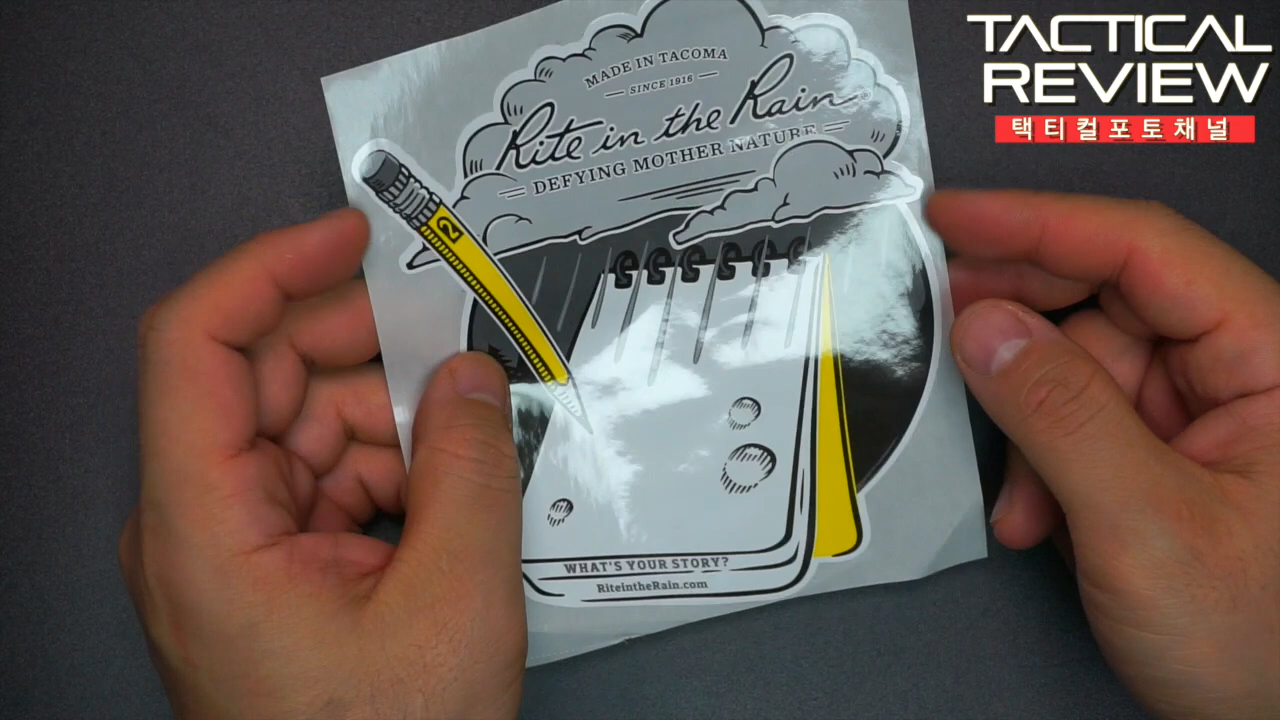 TACTICAL
REVIEW
택티컬포토채널
MADE IN TACOMA
SINCE 1916
Rite in the Rain®
DEFYING MOTHER NATURE
2
WHAT'S YOUR STORY?
RiteintheRain.com